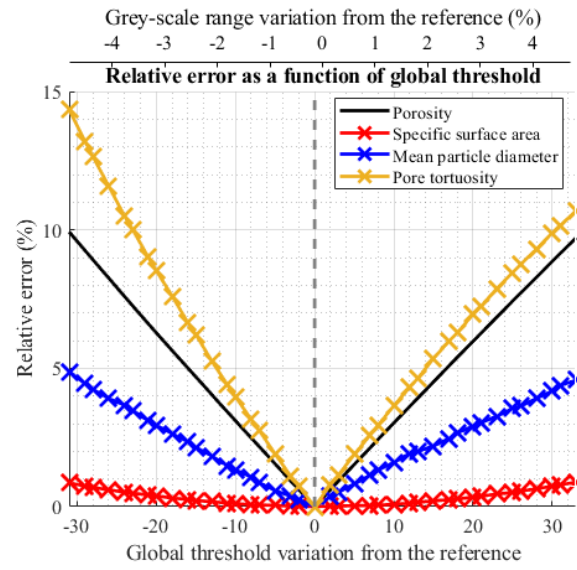 Grey-scale range variation from the reference (%)
-4 -3 -2 -1 0 1 2 3 4
Relative error as a function of global threshold
15
10
5
0
Relative error (%)
Porosity
Specific surface area
Mean particle diameter
Pore tortuosity
-30 -20 -10 0 10 20 30
Global threshold variation from the reference